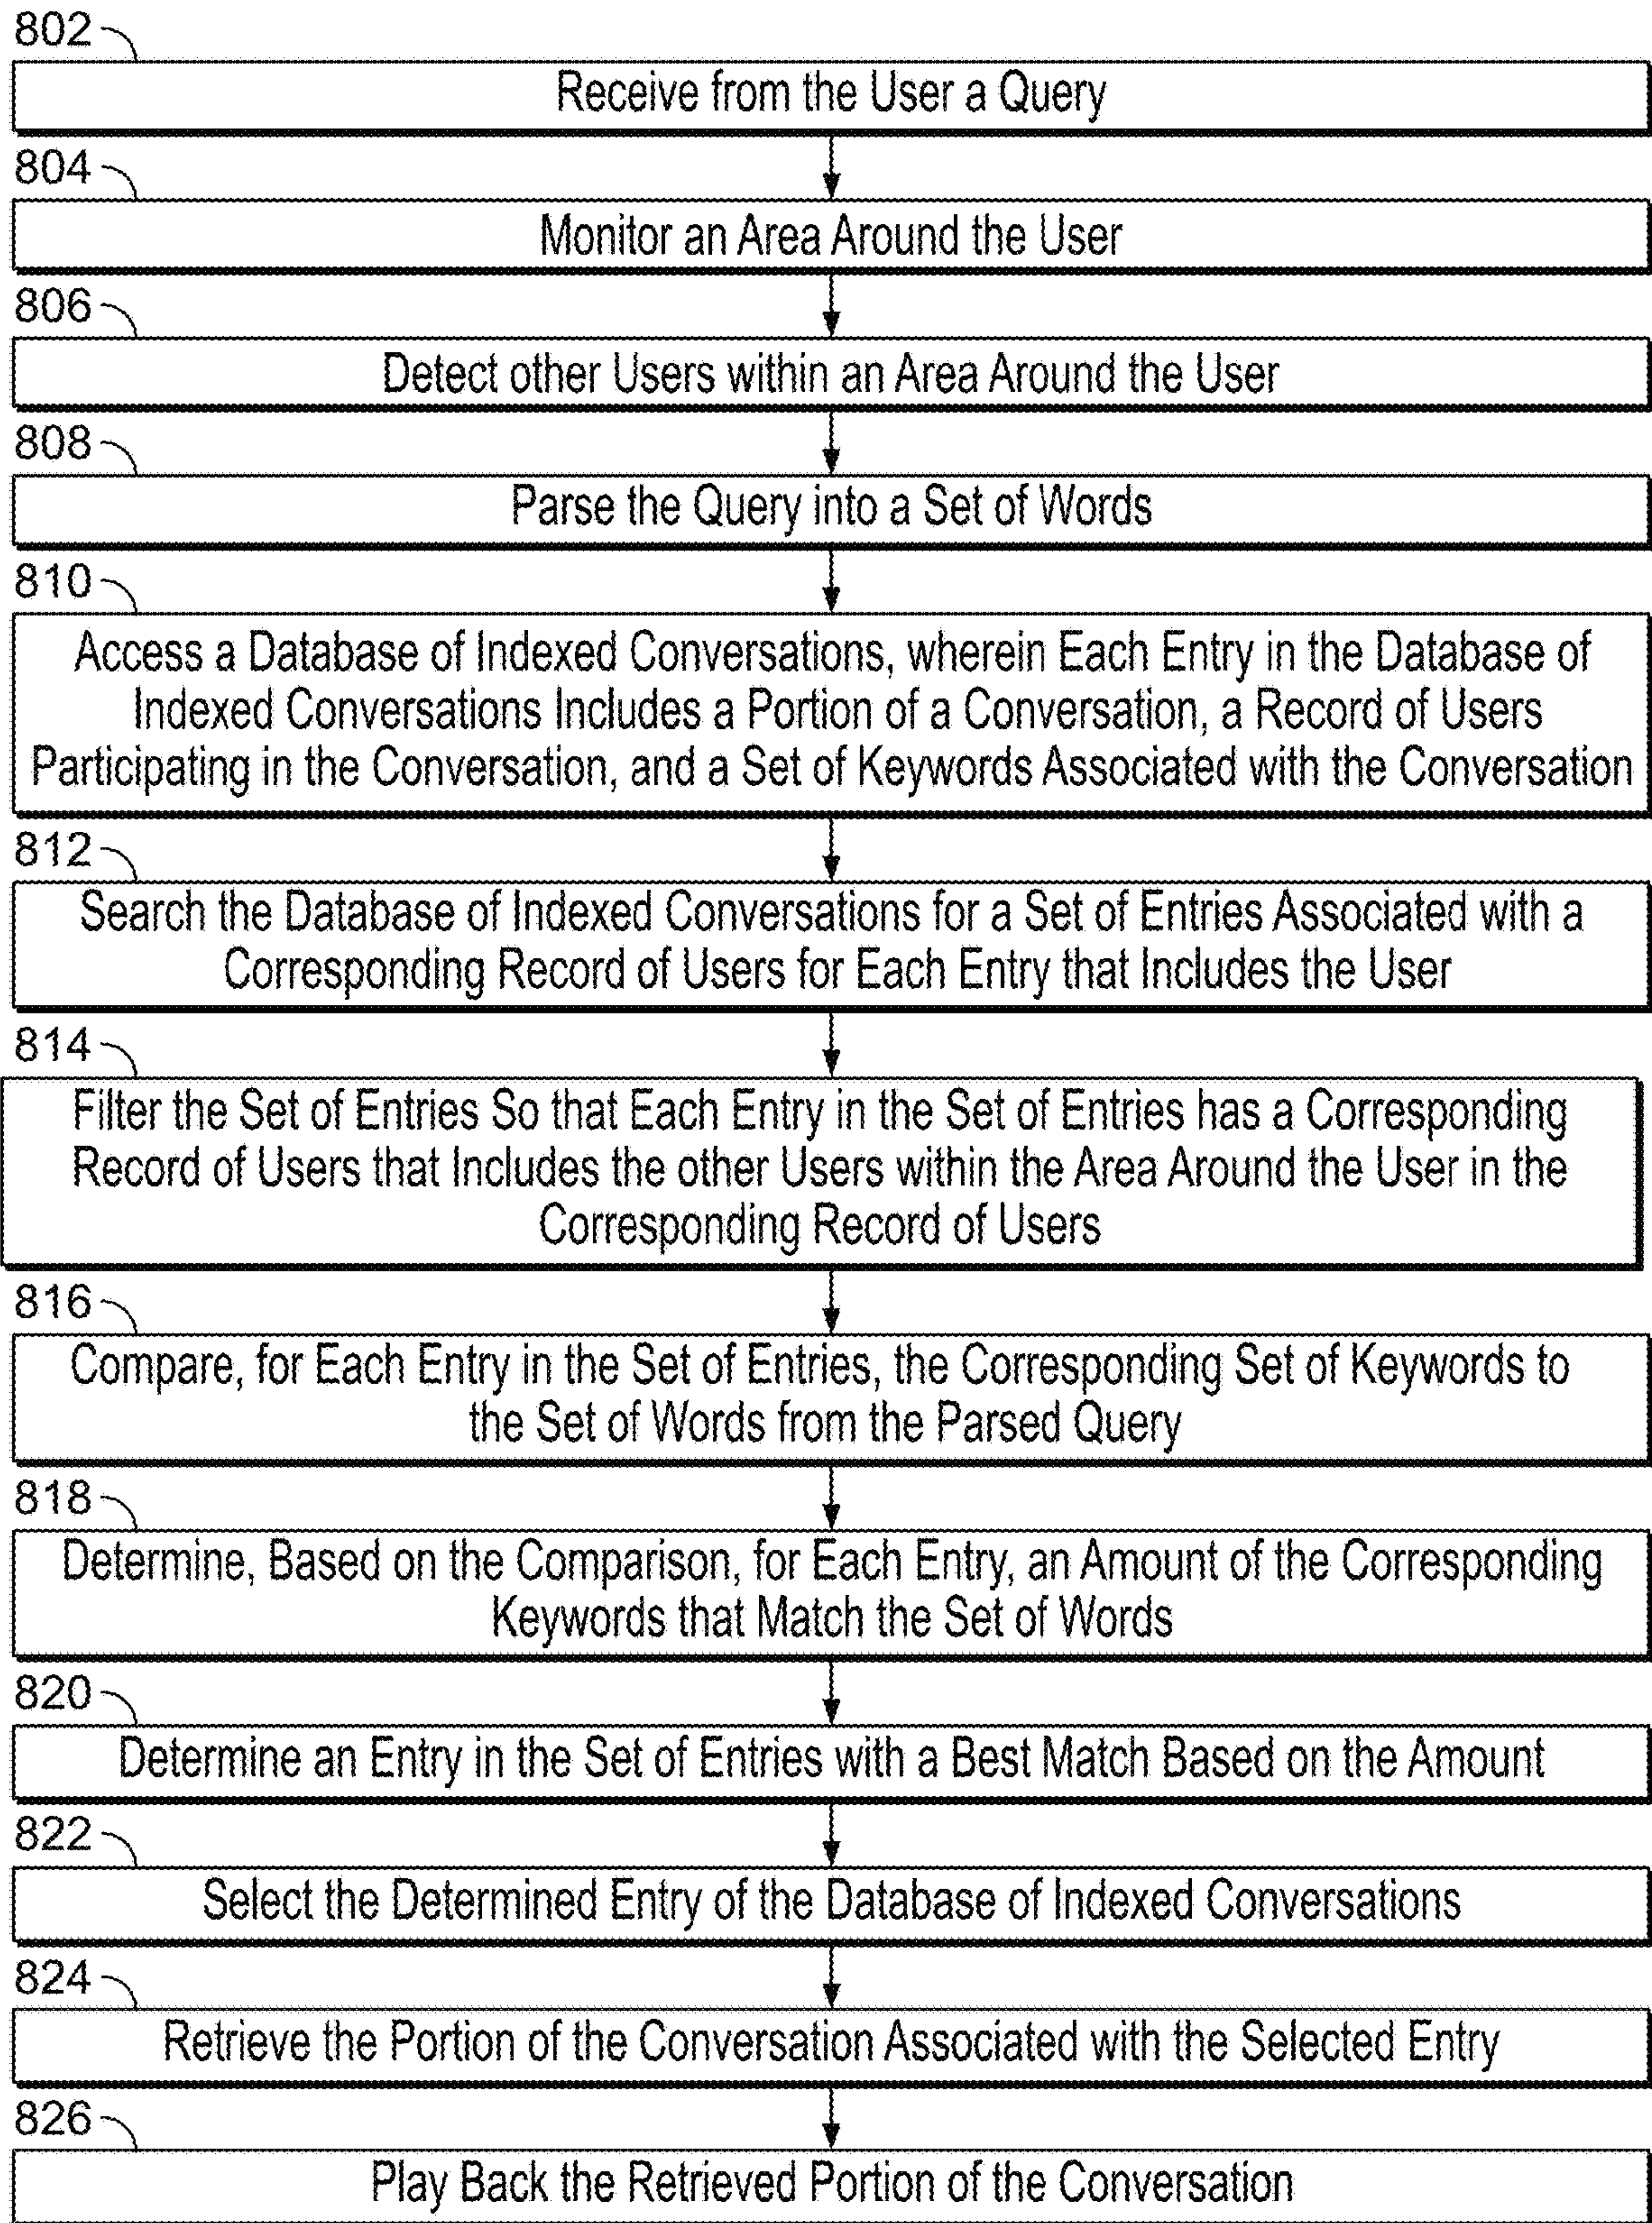 802
Receive from the User a Query
804
Monitor an Area Around the User
806
Detect other Users within an Area Around the User
808
Parse the Query into a Set of Words
810
Access a Database of Indexed Conversations, wherein Each Entry in the Database of
Indexed Conversations Includes a Portion of a Conversation, a Record of Users
Participating in the Conversation, and a Set of Keywords Associated with the Conversation
812
Search the Database of Indexed Conversations for a Set of Entries Associated with a
Corresponding Record of Users for Each Entry that Includes the User
814
Filter the Set of Entries So that Each Entry in the Set of Entries has a Corresponding
Record of Users that Includes the other Users within the Area Around the User in the
Corresponding Record of Users
816
Compare, for Each Entry in the Set of Entries, the Corresponding Set of Keywords to
the Set of Words from the Parsed Query
818
Determine, Based on the Comparison, for Each Entry, an Amount of the Corresponding
Keywords that Match the Set of Words
820
Determine an Entry in the Set of Entries with a Best Match Based on the Amount
822
Select the Determined Entry of the Database of Indexed Conversations
824
Retrieve the Portion of the Conversation Associated with the Selected Entry
826
Play Back the Retrieved Portion of the Conversation